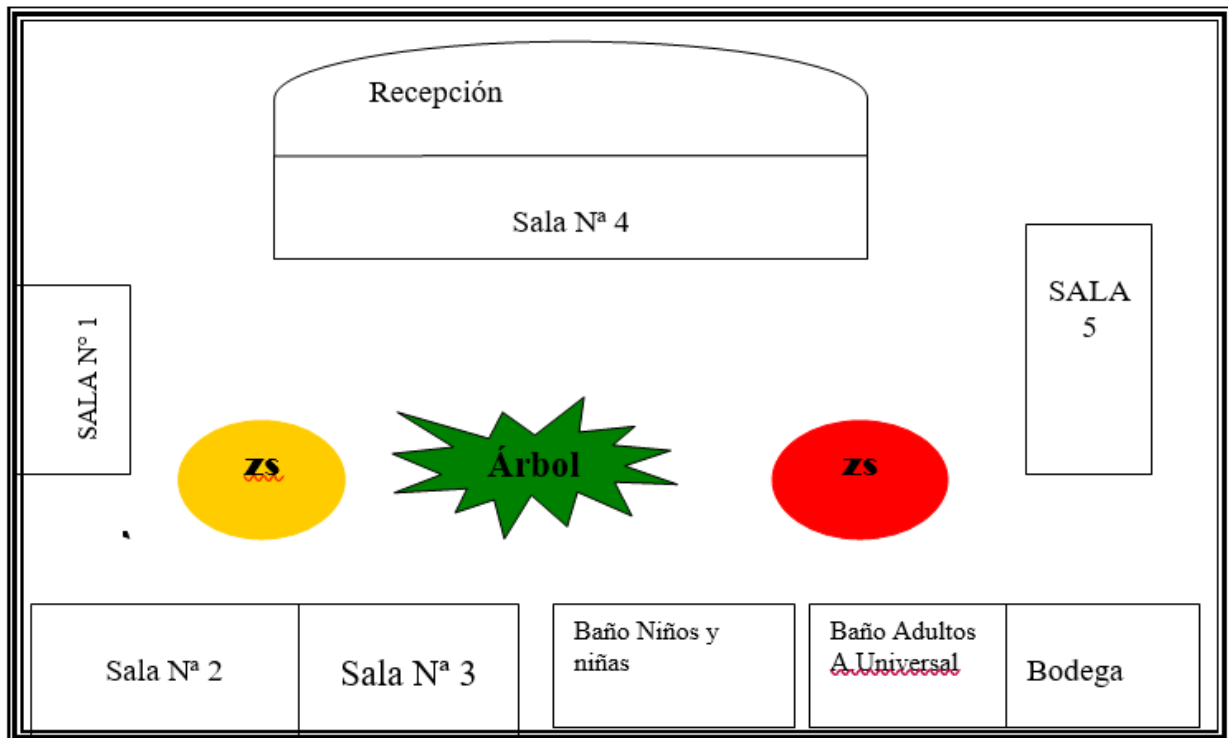 Recepción
Sala Nª 4
SALA
5
SALA N° 1
zs
Árbol
zs
Sala Nª 2
Sala Nª 3
Baño Niños y
niñas
Baño Adultos
A Universal
Bodega